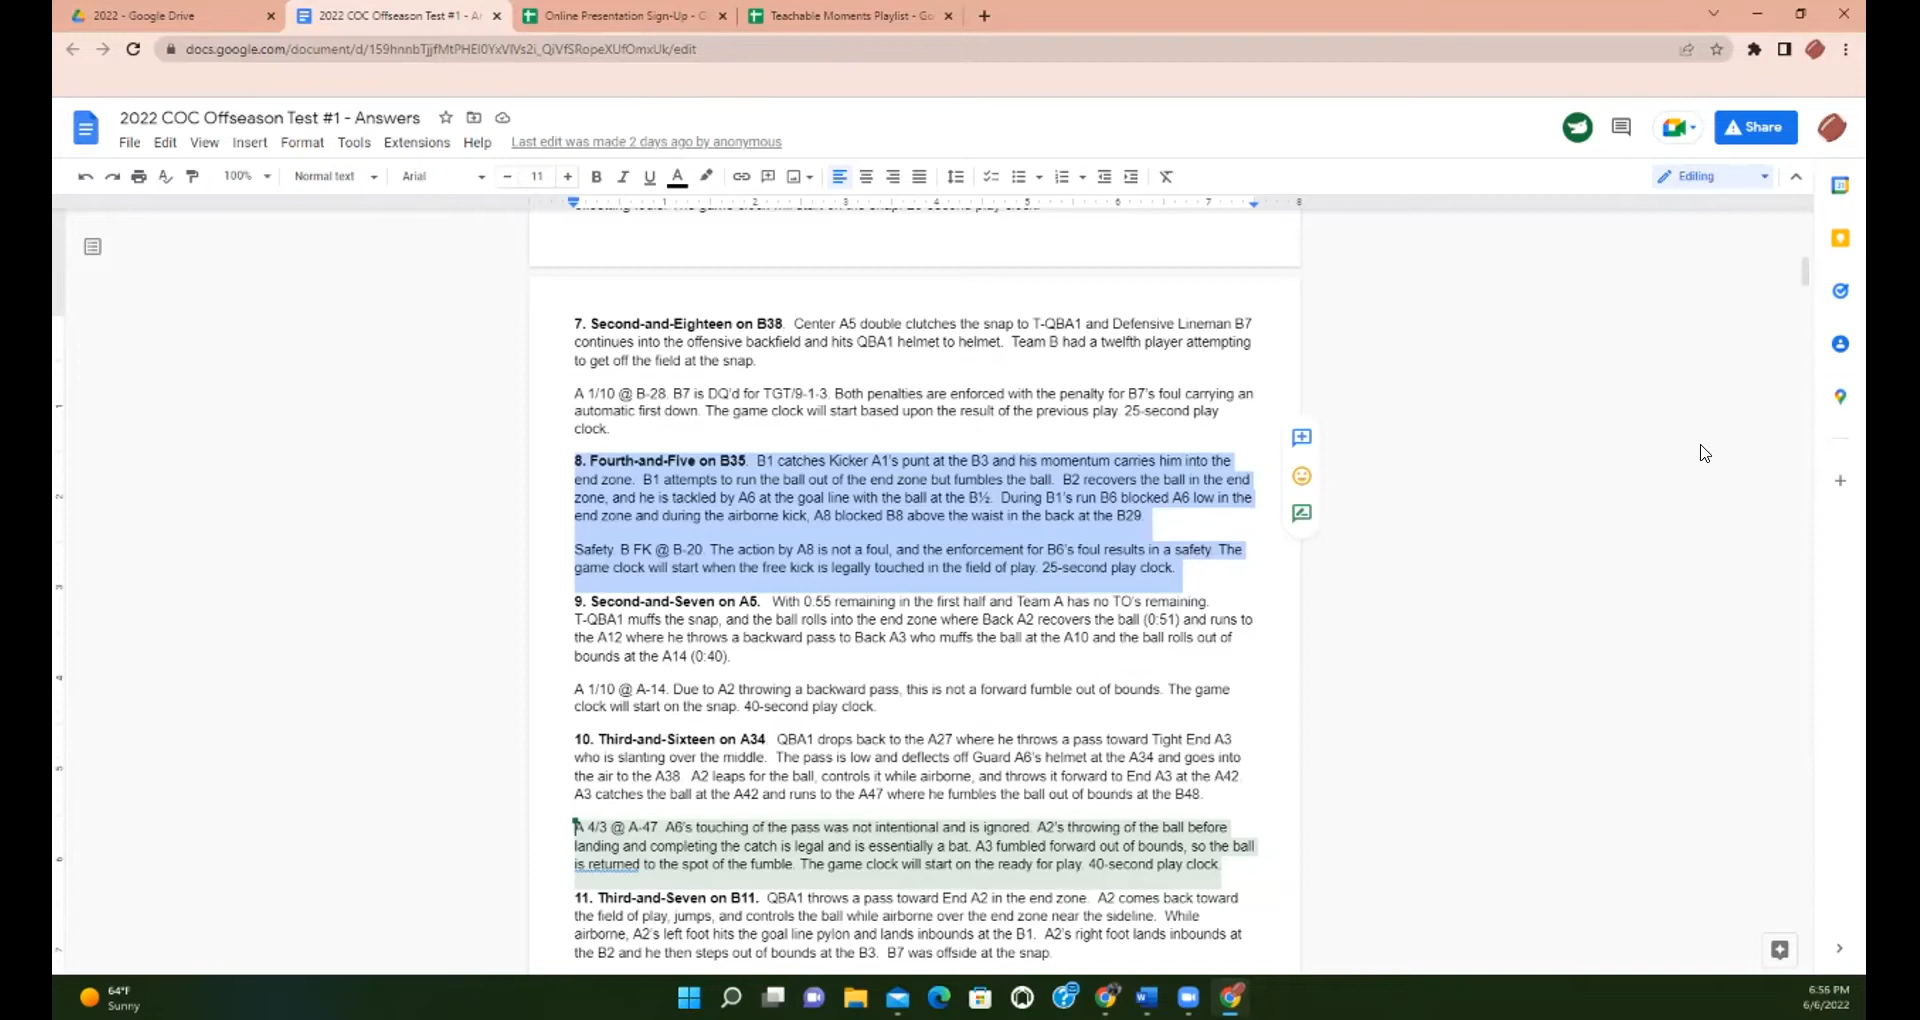 2022 - Google Drive
2022 COC Offseason Test #1 - A
Online Presentation Sign-Up - G
Teachable Moments Playlist - Go
docs.google.com/document/d/159hnnbTjjfMtPHEI0YxVlVs2i_QiVfSRopeXUfOmxUk/edit
2022 COC Offseason Test #1 - Answers
Share
File Edit View Insert Format Tools Extensions Help Last edit was made 2 days ago by anonymous
100% Normal text Arial 11 Editing
1 2 3 4 5 6 7 8
7. Second-and-Eighteen on B38. Center A5 double clutches the snap to T-QBA1 and Defensive Lineman B7
continues into the offensive backfield and hits QBA1 helmet to helmet. Team B had a twelfth player attempting
to get off the field at the snap.
A 1/10 @ B-28. B7 is DQ'd for TGT/9-1-3. Both penalties are enforced with the penalty for B7's foul carrying an
automatic first down. The game clock will start based upon the result of the previous play. 25-second play
clock.
8. Fourth-and-Five on B35. B1 catches Kicker A1's punt at the B3 and his momentum carries him into the
end zone. B1 attempts to run the ball out of the end zone but fumbles the ball. B2 recovers the ball in the end
zone, and he is tackled by A6 at the goal line with the ball at the B½. During B1's run B6 blocked A6 low in the
end zone and during the airborne kick, A8 blocked B8 above the waist in the back at the B29.
Safety. B FK @ B-20. The action by A8 is not a foul, and the enforcement for B6's foul results in a safety. The
game clock will start when the free kick is legally touched in the field of play. 25-second play clock.
9. Second-and-Seven on A5. With 0:55 remaining in the first half and Team A has no TO's remaining.
T-QBA1 muffs the snap, and the ball rolls into the end zone where Back A2 recovers the ball (0:51) and runs to
the A12 where he throws a backward pass to Back A3 who muffs the ball at the A10 and the ball rolls out of
bounds at the A14 (0:40).
A 1/10 @ A-14. Due to A2 throwing a backward pass, this is not a forward fumble out of bounds. The game
clock will start on the snap. 40-second play clock.
10. Third-and-Sixteen on A34. QBA1 drops back to the A27 where he throws a pass toward Tight End A3
who is slanting over the middle. The pass is low and deflects off Guard A6's helmet at the A34 and goes into
the air to the A38. A2 leaps for the ball, controls it while airborne, and throws it forward to End A3 at the A42.
A3 catches the ball at the A42 and runs to the A47 where he fumbles the ball out of bounds at the B48.
A 4/3 @ A-47. A6's touching of the pass was not intentional and is ignored. A2's throwing of the ball before
landing and completing the catch is legal and is essentially a bat. A3 fumbled forward out of bounds, so the ball
is returned to the spot of the fumble. The game clock will start on the ready for play. 40-second play clock.
11. Third-and-Seven on B11. QBA1 throws a pass toward End A2 in the end zone. A2 comes back toward
the field of play, jumps, and controls the ball while airborne over the end zone near the sideline. While
airborne, A2's left foot hits the goal line pylon and lands inbounds at the B1. A2's right foot lands inbounds at
the B2 and he then steps out of bounds at the B3. B7 was offside at the snap.
64°F
Sunny
6:56 PM
6/6/2022